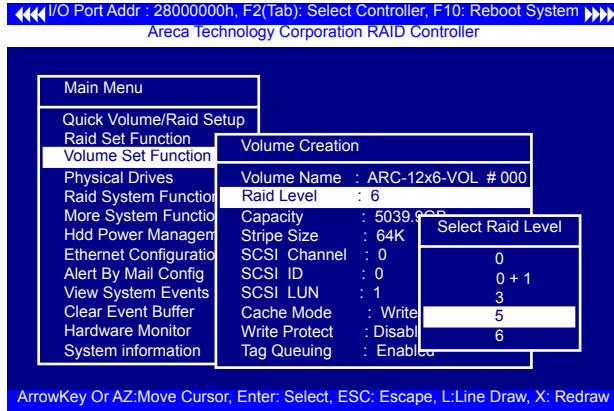 I/O Port Addr : 28000000h, F2(Tab): Select Controller, F10: Reboot System
Areca Technology Corporation RAID Controller
Main Menu
Quick Volume/Raid Setup
Raid Set Function
Volume Set Function
Physical Drives
Raid System Function
More System Functio
Hdd Power Managem
Ethernet Configuratio
Alert By Mail Config
View System Events
Clear Event Buffer
Hardware Monitor
System information
Volume Creation
Volume Name : ARC-12x6-VOL # 000
Raid Level : 6
Capacity : 5039.9GB
Stripe Size : 64K
SCSI Channel : 0
SCSI ID : 0
SCSI LUN : 1
Cache Mode : Write
Write Protect : Disabl
Tag Queuing : Enabled
Select Raid Level
0
0 + 1
3
5
6
ArrowKey Or AZ:Move Cursor, Enter: Select, ESC: Escape, L:Line Draw, X: Redraw